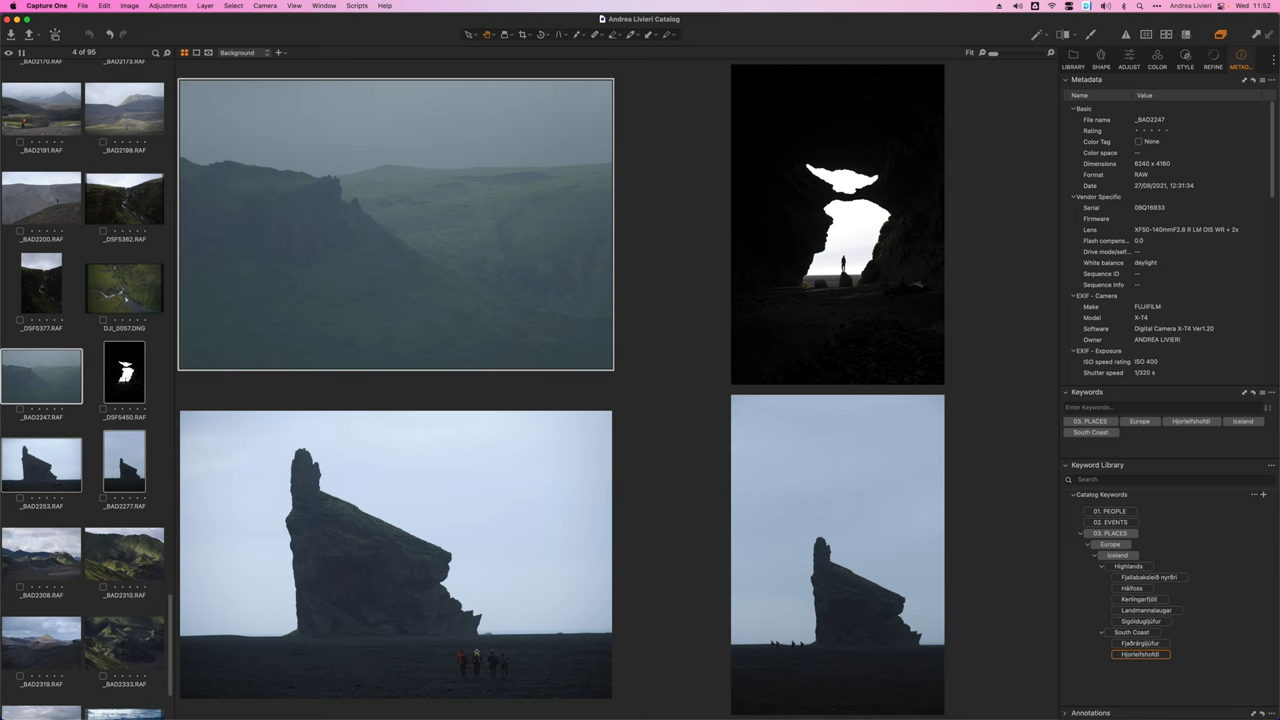 Capture One File Edit Image Adjustments Layer Select Camera View Window Scripts Help
Andrea Livieri Wed 11:52
Andrea Livieri Catalog
4 of 95
Background
Fit
LIBRARY SHAPE ADJUST COLOR STYLE REFINE METAD...
_BAD2170.RAF _BAD2173.RAF
_BAD2191.RAF _BAD2198.RAF
_BAD2200.RAF _DSF5362.RAF
_DSF5377.RAF DJI_0057.DNG
_BAD2247.RAF _DSF5450.RAF
_BAD2253.RAF _BAD2277.RAF
_BAD2308.RAF _BAD2310.RAF
_BAD2319.RAF _BAD2333.RAF
Metadata
Name Value
Basic
File name _BAD2247
Rating
Color Tag None
Color space --
Dimensions 6240 x 4160
Format RAW
Date 27/08/2021, 12:31:34
Vendor Specific
Serial 0BQ16933
Firmware
Lens XF50-140mmF2.8 R LM OIS WR + 2x
Flash compens... 0.0
Drive mode/self... --
White balance daylight
Sequence ID --
Sequence Info --
EXIF - Camera
Make FUJIFILM
Model X-T4
Software Digital Camera X-T4 Ver1.20
Owner ANDREA LIVIERI
EXIF - Exposure
ISO speed rating ISO 400
Shutter speed 1/320 s
Keywords
Enter Keywords...
03. PLACES Europe Hjorleifshofdi Iceland
South Coast
Keyword Library
Search
Catalog Keywords
01. PEOPLE
02. EVENTS
03. PLACES
Europe
Iceland
Highlands
Fjallabaksleið nyrðri
Háifoss
Kerlingarfjöll
Landmannalaugar
Sigöldugljúfur
South Coast
Fjaðrárgljúfur
Hjorleifshofdi
Annotations